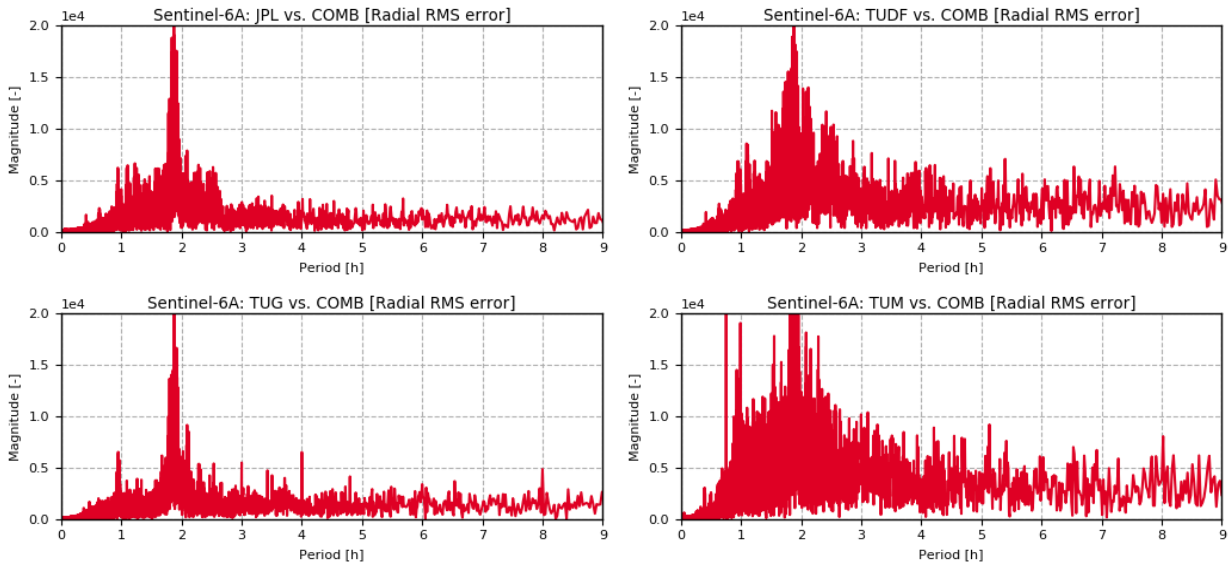 Sentinel-6A: JPL vs. COMB [Radial RMS error]
1e4
2.0
1.5
1.0
0.5
0.0
Magnitude [-]
0 1 2 3 4 5 6 7 8 9
Period [h]
Sentinel-6A: TUDF vs. COMB [Radial RMS error]
1e4
2.0
1.5
1.0
0.5
0.0
Magnitude [-]
0 1 2 3 4 5 6 7 8 9
Period [h]
Sentinel-6A: TUG vs. COMB [Radial RMS error]
1e4
2.0
1.5
1.0
0.5
0.0
Magnitude [-]
0 1 2 3 4 5 6 7 8 9
Period [h]
Sentinel-6A: TUM vs. COMB [Radial RMS error]
1e4
2.0
1.5
1.0
0.5
0.0
Magnitude [-]
0 1 2 3 4 5 6 7 8 9
Period [h]